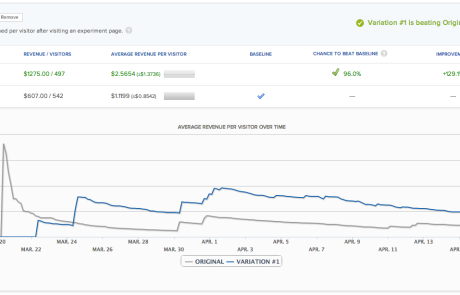 Remove
ed per visitor after visiting an experiment page.
Variation #1 is beating Origin
REVENUE / VISITORS AVERAGE REVENUE PER VISITOR BASELINE CHANCE TO BEAT BASELINE IMPROVEM
$1275.00 / 497 $2.5654 (±$1.3736) 96.0% +129.1
$607.00 / 542 $1.1199 (±$0.8542) — —
AVERAGE REVENUE PER VISITOR OVER TIME
20 MAR. 24 MAR. 28 APR. 1 APR. 5 APR. 9 APR. 13
MAR. 22 MAR. 26 MAR. 30 APR. 3 APR. 7 APR. 11 APR.
ORIGINAL VARIATION #1